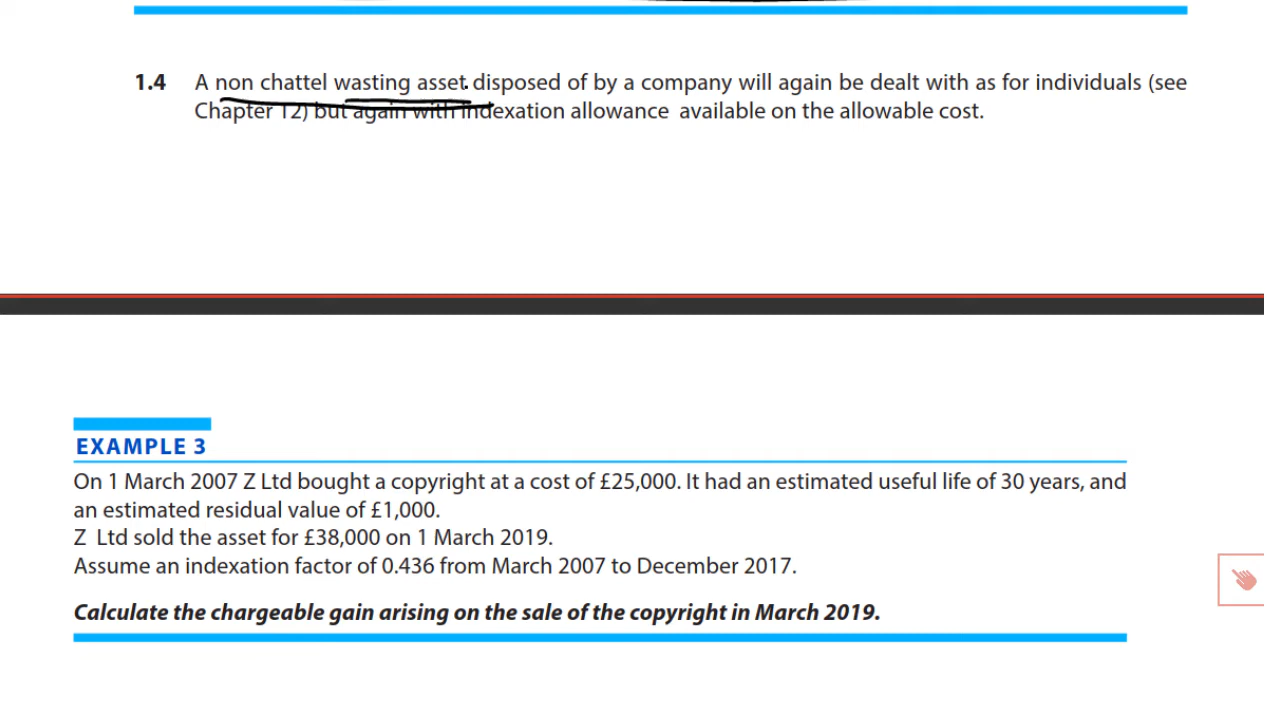 1.4 A non chattel wasting asset disposed of by a company will again be dealt with as for individuals (see
Chapter 12) but again with indexation allowance available on the allowable cost.
EXAMPLE 3
On 1 March 2007 Z Ltd bought a copyright at a cost of £25,000. It had an estimated useful life of 30 years, and
an estimated residual value of £1,000.
Z Ltd sold the asset for £38,000 on 1 March 2019.
Assume an indexation factor of 0.436 from March 2007 to December 2017.
Calculate the chargeable gain arising on the sale of the copyright in March 2019.